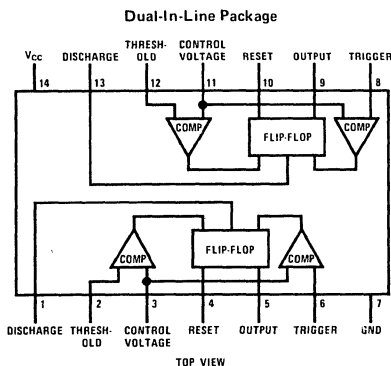 Dual-In-Line Package
VCC
DISCHARGE
THRESH-
OLD
CONTROL
VOLTAGE
RESET
OUTPUT
TRIGGER
14
13
12
11
10
9
8
COMP
FLIP-FLOP
COMP
COMP
FLIP-FLOP
COMP
1
2
3
4
5
6
7
DISCHARGE
THRESH-
OLD
CONTROL
VOLTAGE
RESET
OUTPUT
TRIGGER
GND
TOP VIEW